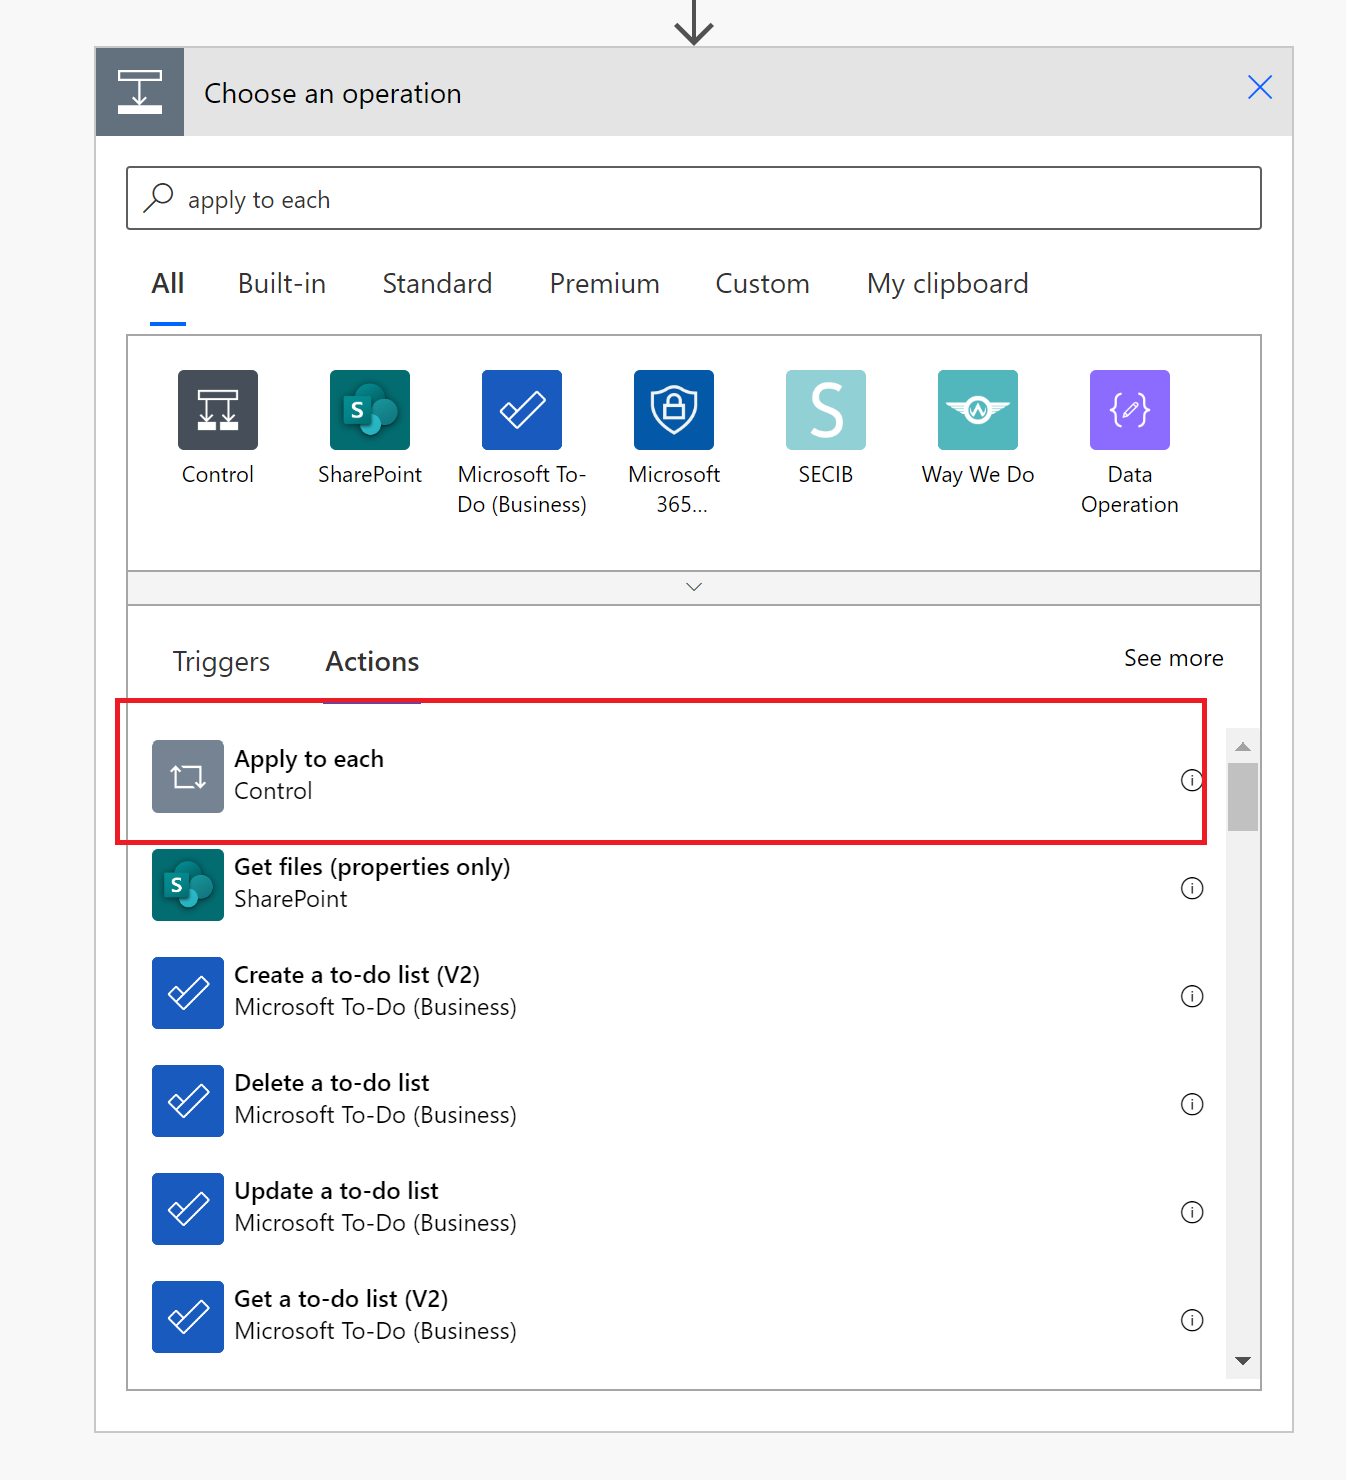 Choose an operation
apply to each
All Built-in Standard Premium Custom My clipboard
Control SharePoint Microsoft To-Do (Business) Microsoft 365... SECIB Way We Do Data Operation
Triggers Actions See more
Apply to each
Control
Get files (properties only)
SharePoint
Create a to-do list (V2)
Microsoft To-Do (Business)
Delete a to-do list
Microsoft To-Do (Business)
Update a to-do list
Microsoft To-Do (Business)
Get a to-do list (V2)
Microsoft To-Do (Business)